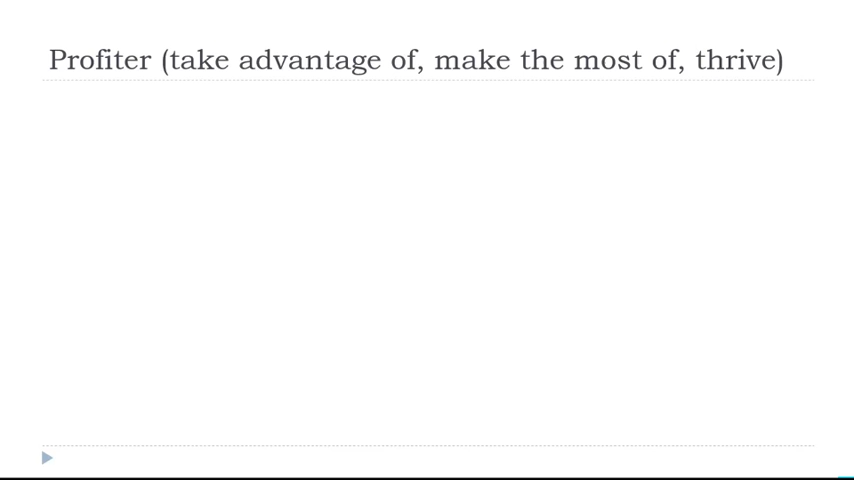 Profiter (take advantage of, make the most of, thrive)